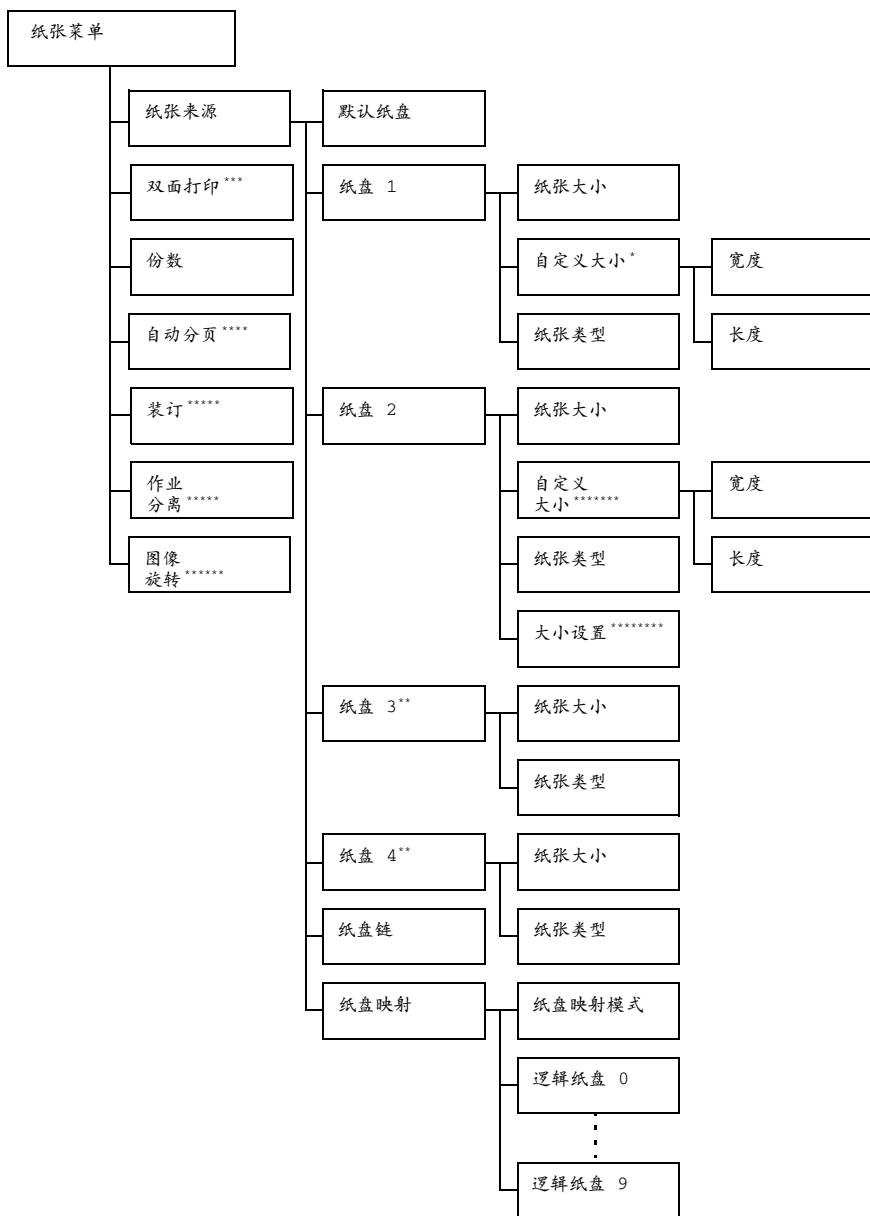 纸张菜单
纸张来源
默认纸盘
双面打印***
纸盘 1
纸张大小
份数
自定义大小*
宽度
自动分页****
纸张类型
长度
装订*****
纸盘 2
纸张大小
作业
分离*****
自定义
大小*******
宽度
图像
旋转******
纸张类型
长度
大小设置********
纸盘 3**
纸张大小
纸张类型
纸盘 4**
纸张大小
纸盘链
纸张类型
纸盘映射
纸盘映射模式
逻辑纸盘 0
逻辑纸盘 9